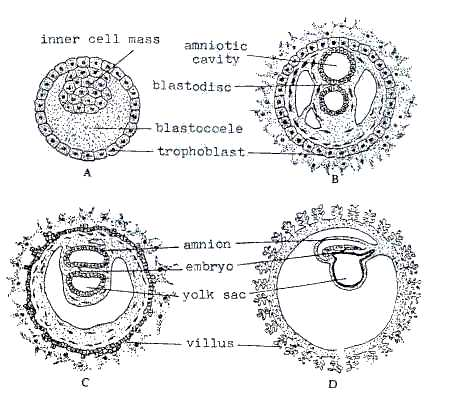 inner cell mass
amniotic
cavity
blastodisc
blastocoele
trophoblast
A
B
amnion
embryo
yolk sac
villus
C
D